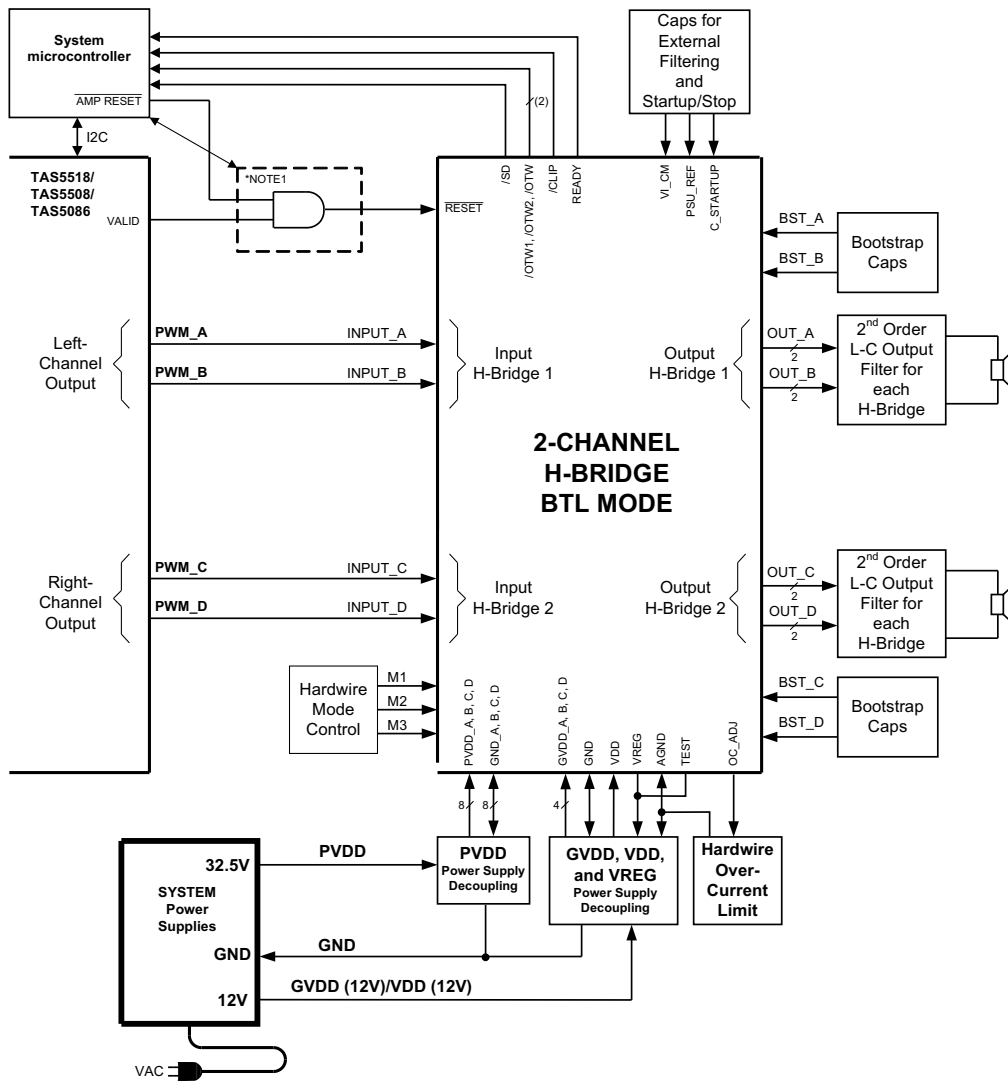 System
microcontroller
AMP RESET
I2C
TAS5518/
TAS5508/
TAS5086
VALID
*NOTE1
/(2)
Caps for
External
Filtering
and
Startup/Stop
/SD
/OTW1, /OTW2, /OTW
/CLIP
READY
VI_CM
PSU_REF
C_STARTUP
RESET
BST_A
BST_B
Bootstrap
Caps
Left-
Channel
Output
PWM_A
INPUT_A
PWM_B
INPUT_B
Input
H-Bridge 1
Output
H-Bridge 1
OUT_A
2
OUT_B
2
2nd Order
L-C Output
Filter for
each
H-Bridge
2-CHANNEL
H-BRIDGE
BTL MODE
Right-
Channel
Output
PWM_C
INPUT_C
PWM_D
INPUT_D
Input
H-Bridge 2
Output
H-Bridge 2
OUT_C
2
OUT_D
2
2nd Order
L-C Output
Filter for
each
H-Bridge
Hardwire
Mode
Control
M1
M2
M3
PVDD_A, B, C, D
GND_A, B, C, D
GVDD_A, B, C, D
GND
VDD
VREG
AGND
TEST
OC_ADJ
BST_C
BST_D
Bootstrap
Caps
8
8
4
32.5V
PVDD
PVDD
Power Supply
Decoupling
GVDD, VDD,
and VREG
Power Supply
Decoupling
Hardwire
Over-
Current
Limit
SYSTEM
Power
Supplies
GND
GND
12V
GVDD (12V)/VDD (12V)
VAC